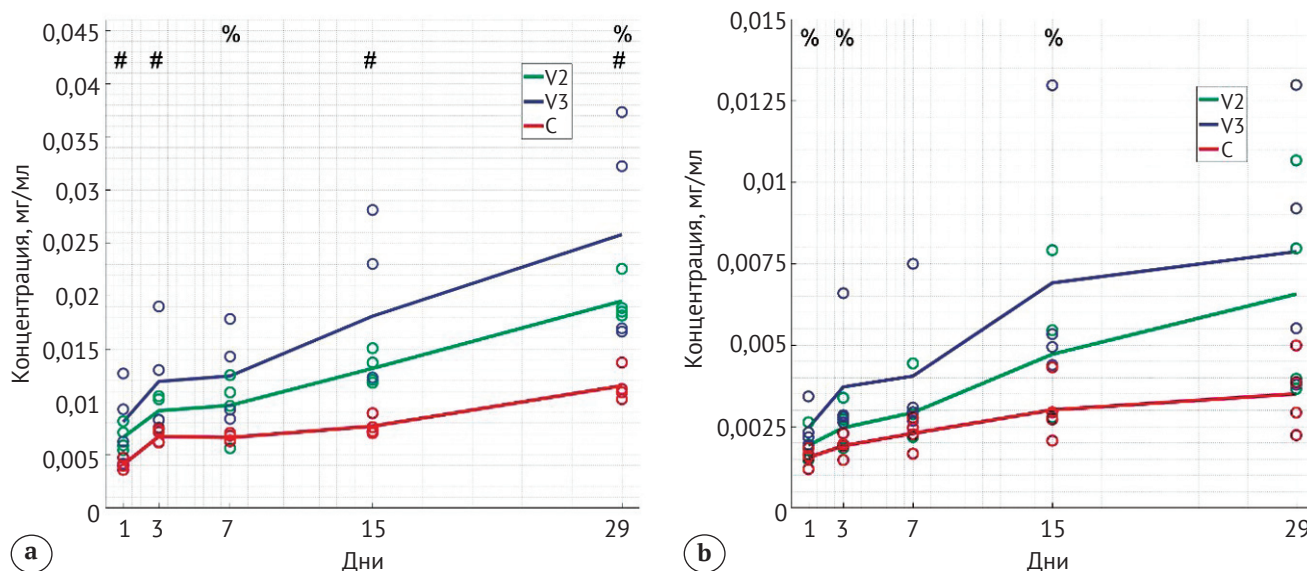 0,045
0,04
0,035
0,03
0,025
0,02
0,015
0,01
0,005
0
Концентрация, мг/мл
# # % # % #
V2
V3
C
1 3 7 15 29
Дни
a
0,015
0,0125
0,01
0,0075
0,005
0,0025
0
Концентрация, мг/мл
% % %
V2
V3
C
1 3 7 15 29
Дни
b